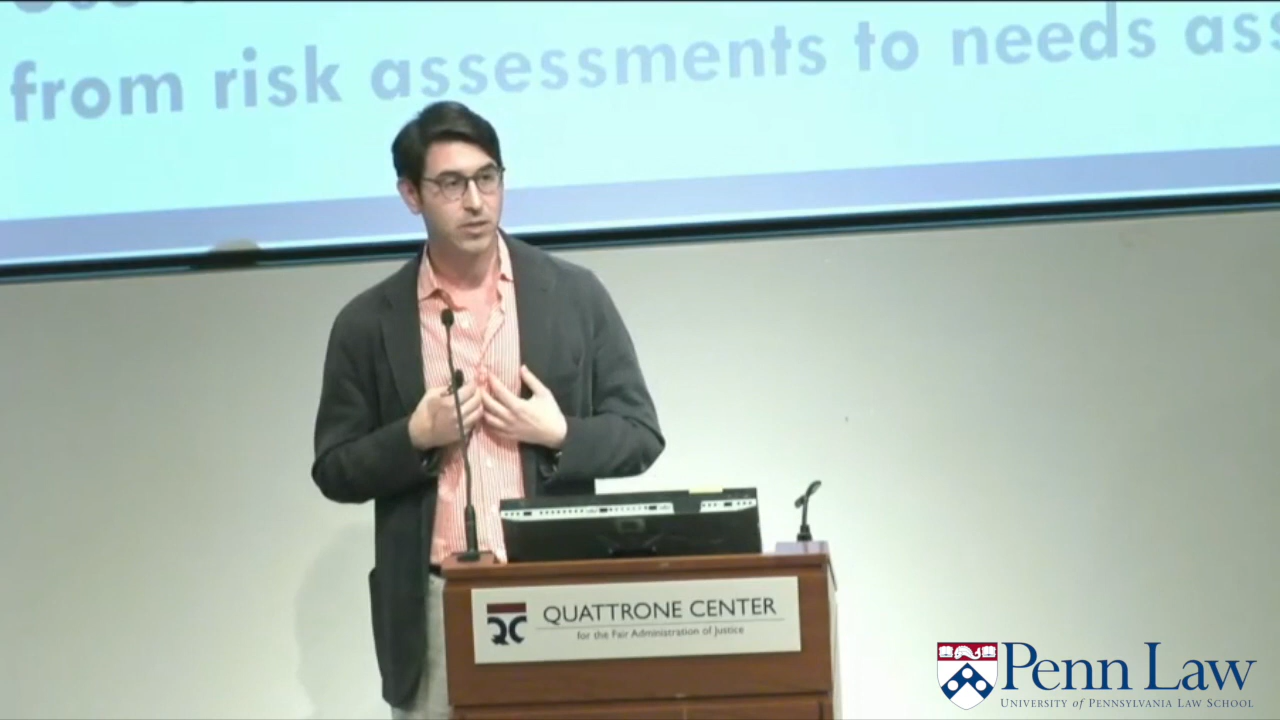 from risk assessments to needs ass
QC
QUATTRONE CENTER
for the Fair Administration of Justice
Penn Law
UNIVERSITY of PENNSYLVANIA LAW SCHOOL